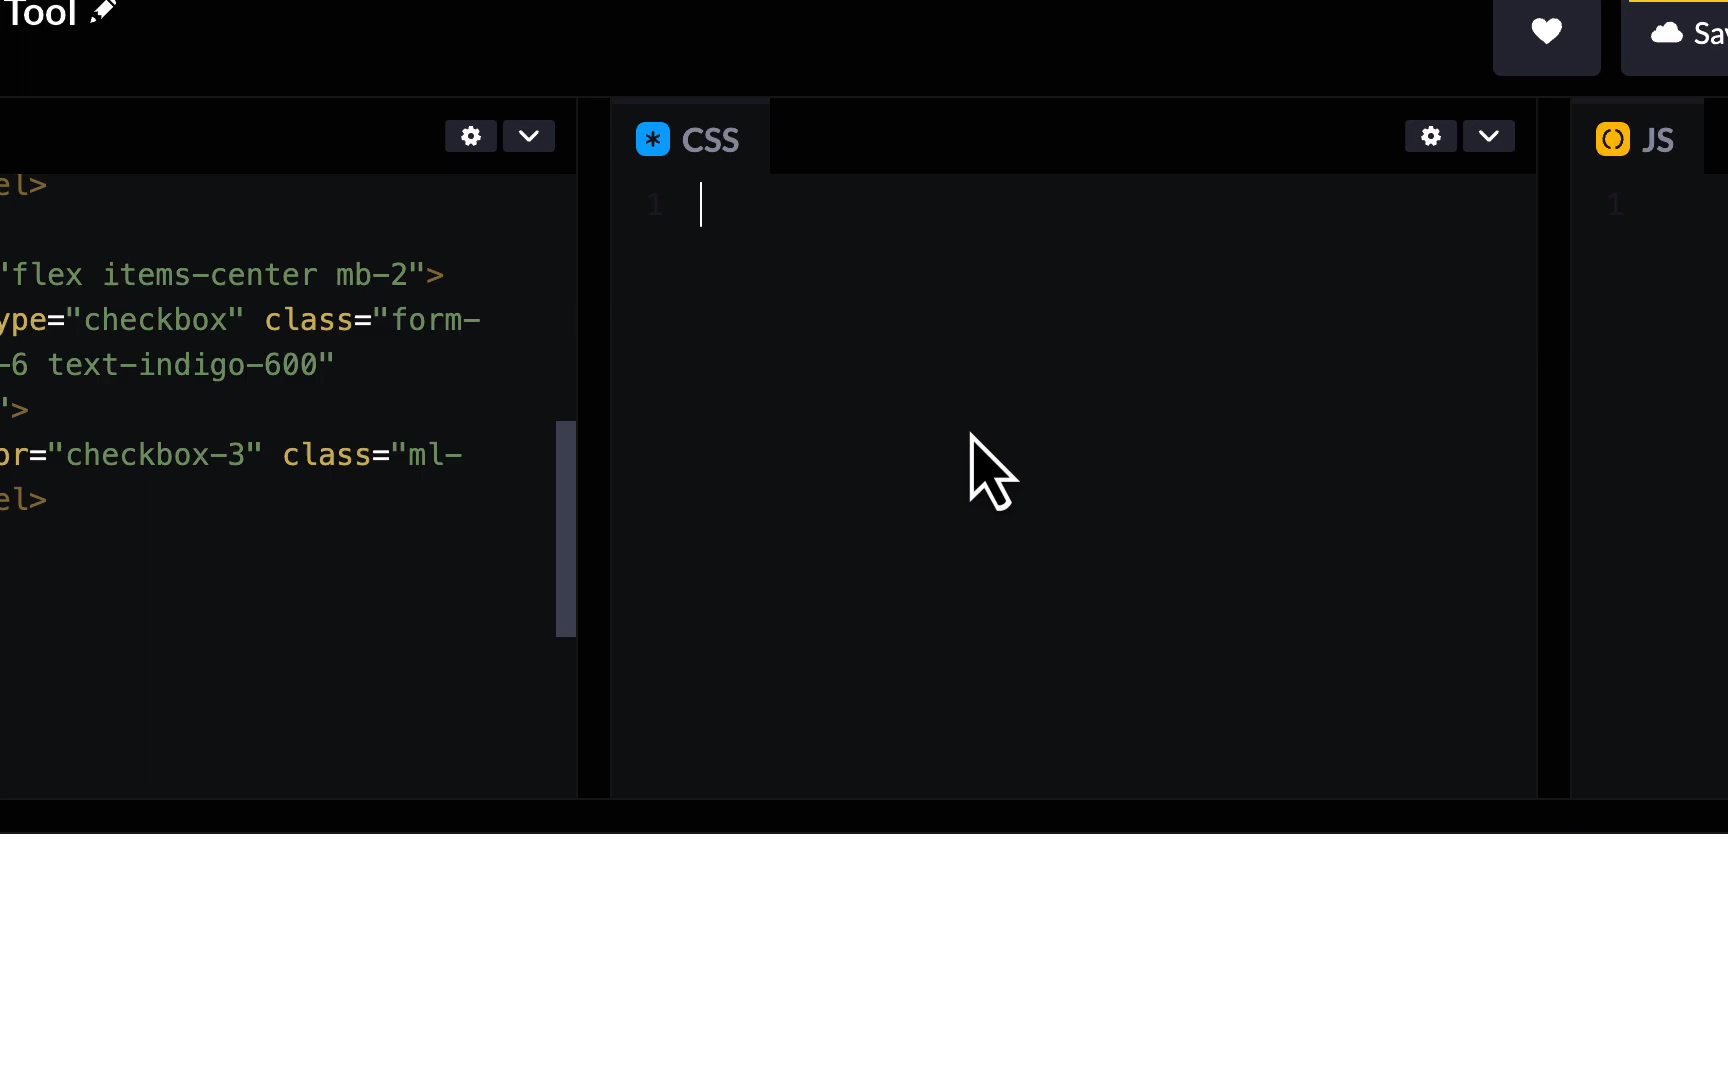 Tool
Sav
CSS
JS
el>
1
1
"flex items-center mb-2">
ype="checkbox" class="form-
-6 text-indigo-600"
">
or="checkbox-3" class="ml-
el>